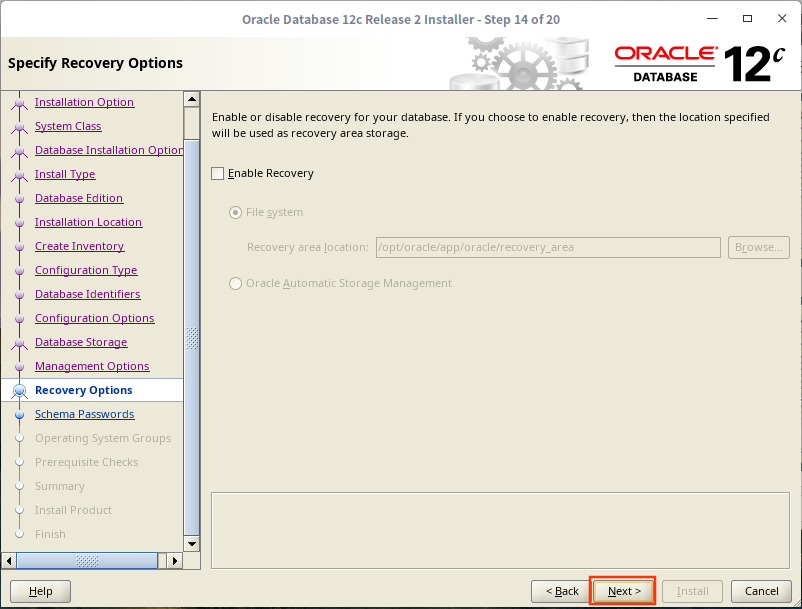 Oracle Database 12c Release 2 Installer - Step 14 of 20
Specify Recovery Options
ORACLE
DATABASE
12c
Installation Option
System Class
Database Installation Option
Install Type
Database Edition
Installation Location
Create Inventory
Configuration Type
Database Identifiers
Configuration Options
Database Storage
Management Options
Recovery Options
Schema Passwords
Operating System Groups
Prerequisite Checks
Summary
Install Product
Finish
Enable or disable recovery for your database. If you choose to enable recovery, then the location specified
will be used as recovery area storage.
Enable Recovery
File system
Recovery area location: /opt/oracle/app/oracle/recovery_area Browse...
Oracle Automatic Storage Management
Help < Back Next > Install Cancel